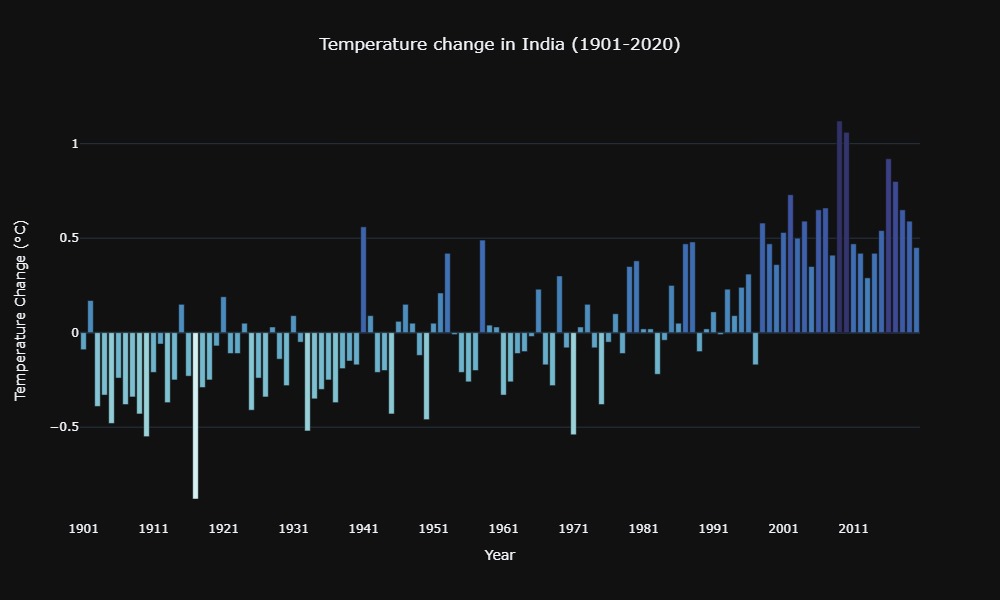 Temperature change in India (1901-2020)
Temperature Change (°C)
1
0.5
0
−0.5
1901 1911 1921 1931 1941 1951 1961 1971 1981 1991 2001 2011
Year